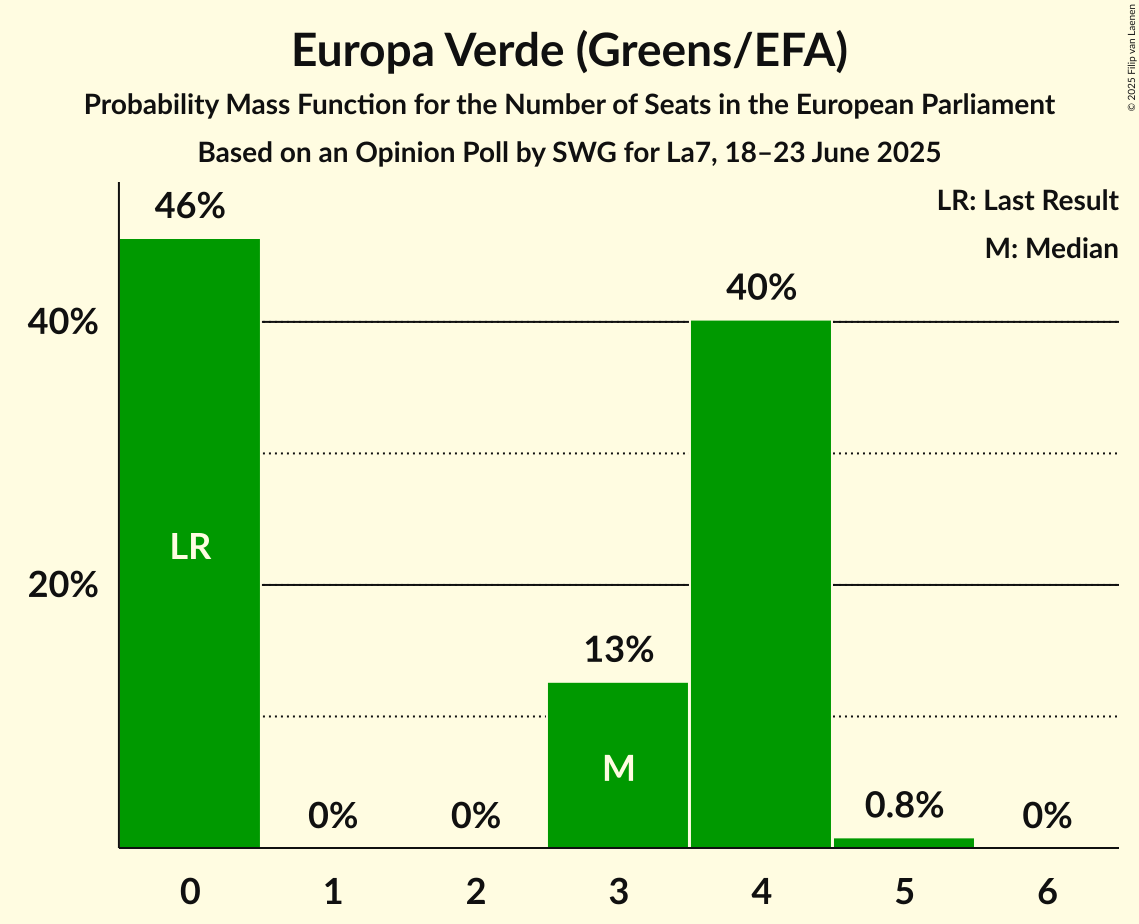 Europa Verde (Greens/EFA)
Probability Mass Function for the Number of Seats in the European Parliament
Based on an Opinion Poll by SWG for La7, 18–23 June 2025
© 2025 Filip van Laenen
LR: Last Result
M: Median
46%
40%
40%
LR
20%
13%
M
0%
0%
0.8%
0%
0
1
2
3
4
5
6